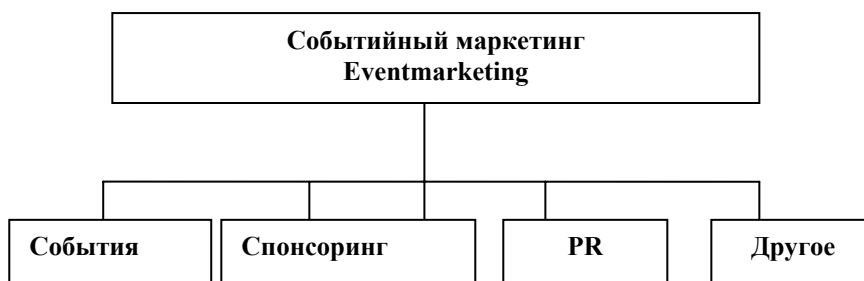 Событийный маркетинг
Eventmarketing
События
Спонсоринг
PR
Другое